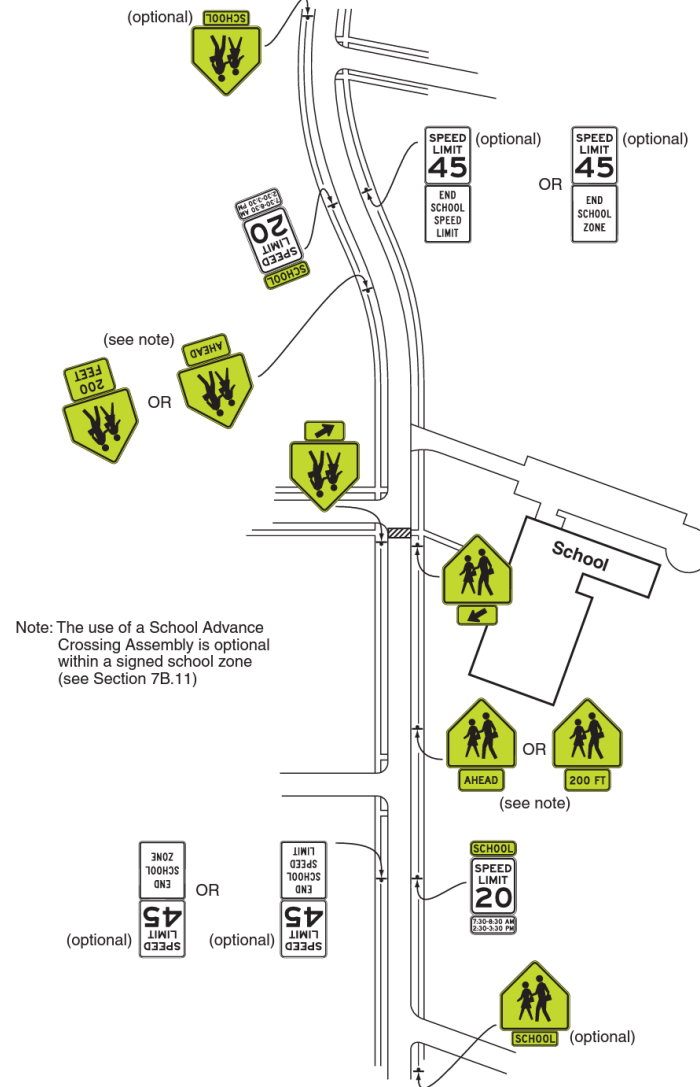 (optional)
SCHOOL
SPEED
LIMIT
45
(optional)
END
SCHOOL
SPEED
LIMIT
OR
SPEED
LIMIT
45
(optional)
END
SCHOOL
ZONE
SCHOOL
SPEED
LIMIT
20
7:30-8:30 AM
2:30-3:30 PM
(see note)
200
FEET
OR
AHEAD
School
Note: The use of a School Advance
Crossing Assembly is optional
within a signed school zone
(see Section 7B.11)
AHEAD
OR
200 FT
(see note)
SPEED
LIMIT
45
END
SCHOOL
ZONE
(optional)
OR
SPEED
LIMIT
45
END
SCHOOL
SPEED
LIMIT
(optional)
SCHOOL
SPEED
LIMIT
20
7:30-8:30 AM
2:30-3:30 PM
SCHOOL
(optional)